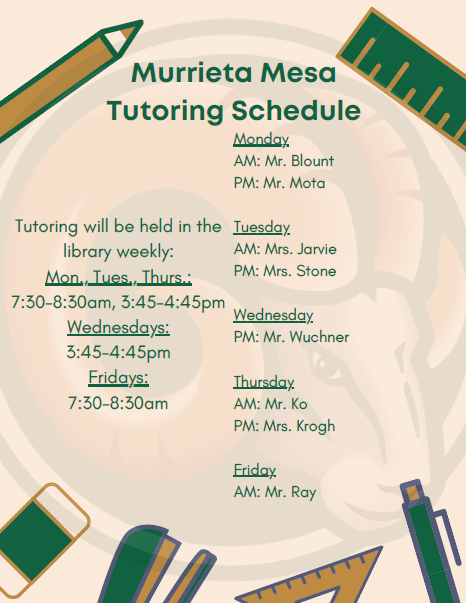 Murrieta Mesa
Tutoring Schedule
Tutoring will be held in the
library weekly:
Mon., Tues., Thurs.:
7:30-8:30am, 3:45-4:45pm
Wednesdays:
3:45-4:45pm
Fridays:
7:30-8:30am
Monday
AM: Mr. Blount
PM: Mr. Mota
Tuesday
AM: Mrs. Jarvie
PM: Mrs. Stone
Wednesday
PM: Mr. Wuchner
Thursday
AM: Mr. Ko
PM: Mrs. Krogh
Friday
AM: Mr. Ray